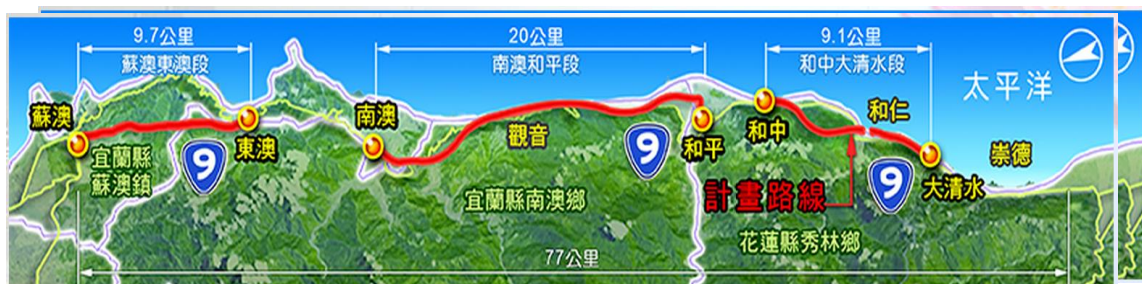 9.7公里
蘇澳東澳段
20公里
南澳和平段
9.1公里
和中大清水段
太平洋
蘇澳
東澳
南澳
觀音
和平
和中
和仁
大清水
崇德
宜蘭縣
蘇澳鎮
9
宜蘭縣南澳鄉
9
計畫路線
9
花蓮縣秀林鄉
77公里